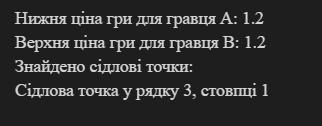 Нижня ціна гри для гравця A: 1.2
Верхня ціна гри для гравця B: 1.2
Знайдено сідлові точки:
Сідлова точка у рядку 3, стовпці 1